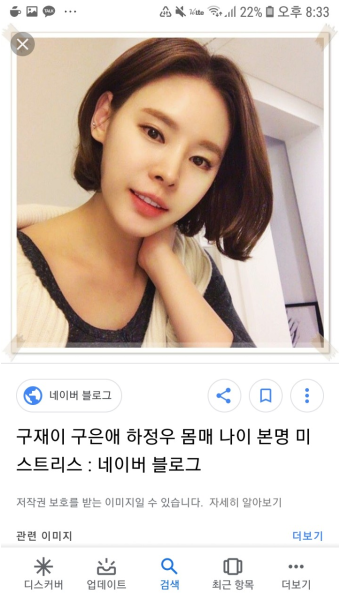 22% 오후 8:33
네이버 블로그
구재이 구은애 하정우 몸매 나이 본명 미
스트리스 : 네이버 블로그
저작권 보호를 받는 이미지일 수 있습니다. 자세히 알아보기
관련 이미지 더보기
디스커버 업데이트 검색 최근 항목 더보기